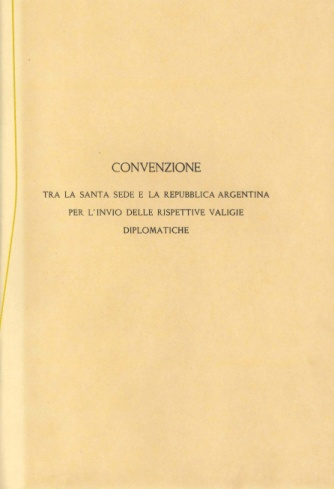 CONVENZIONE
TRA LA SANTA SEDE E LA REPUBBLICA ARGENTINA
PER L'INVIO DELLE RISPETTIVE VALIGIE
DIPLOMATICHE